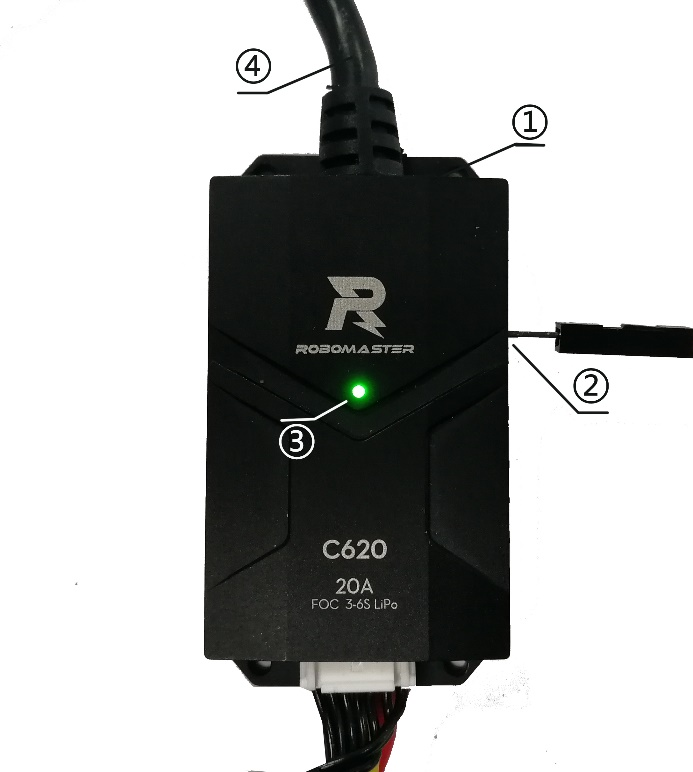 ④
①
ROBOMASTER
②
③
C620
20A
FOC 3-6S LiPo